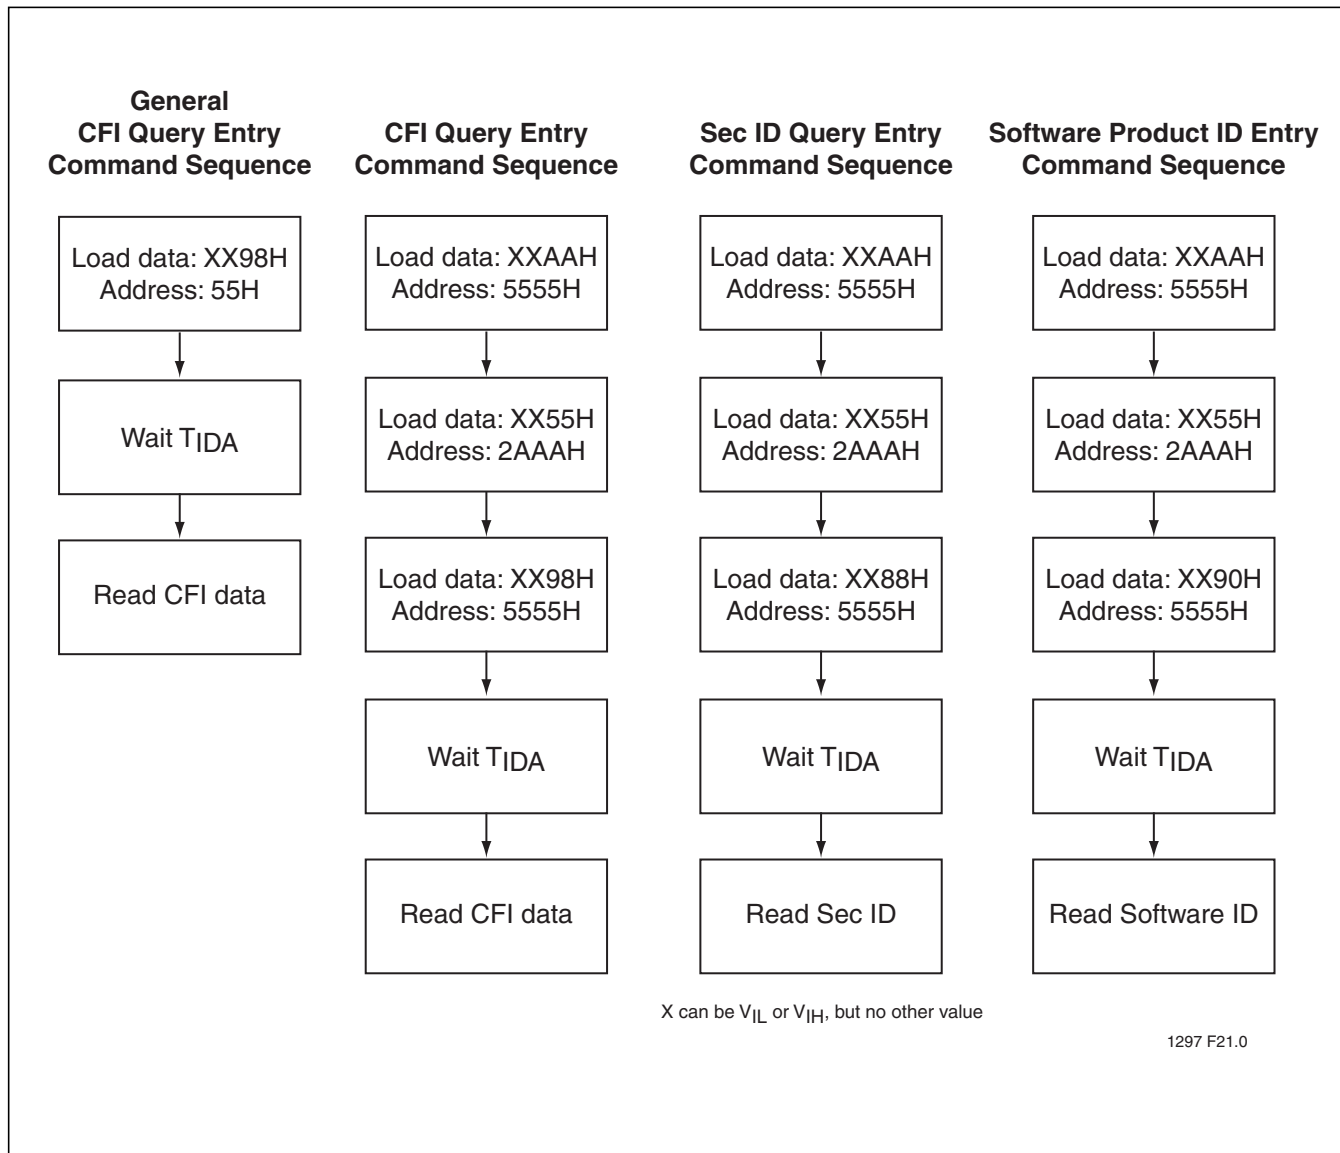 General
CFI Query Entry
Command Sequence
Load data: XX98H
Address: 55H
Wait TIDA
Read CFI data
CFI Query Entry
Command Sequence
Load data: XXAAH
Address: 5555H
Load data: XX55H
Address: 2AAAH
Load data: XX98H
Address: 5555H
Wait TIDA
Read CFI data
Sec ID Query Entry
Command Sequence
Load data: XXAAH
Address: 5555H
Load data: XX55H
Address: 2AAAH
Load data: XX88H
Address: 5555H
Wait TIDA
Read Sec ID
Software Product ID Entry
Command Sequence
Load data: XXAAH
Address: 5555H
Load data: XX55H
Address: 2AAAH
Load data: XX90H
Address: 5555H
Wait TIDA
Read Software ID
X can be VIL or VIH, but no other value
1297 F21.0